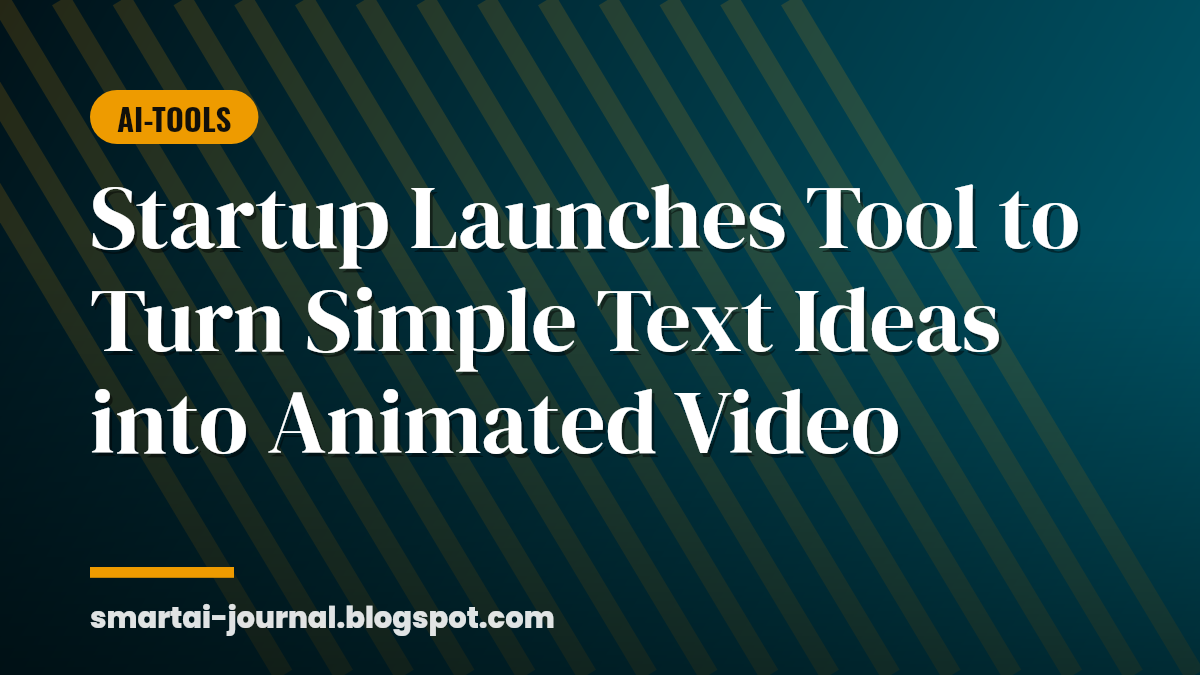 AI-TOOLS
Startup Launches Tool to
Turn Simple Text Ideas
into Animated Video
smartai-journal.blogspot.com